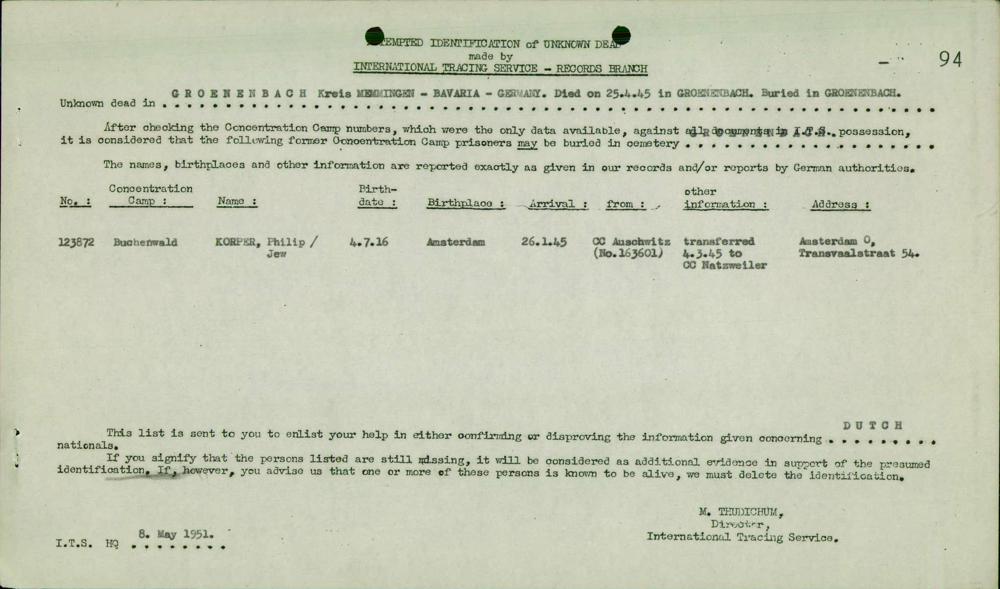 ATTEMPTED IDENTIFICATION of UNKNOWN DEAD
made by
INTERNATIONAL TRACING SERVICE - RECORDS BRANCH
- 94
G R O E N E N B A C H Kreis MEMMINGEN - BAVARIA - GERMANY. Died on 25.4.45 in GROENENBACH. Buried in GROENENBACH.
Unknown dead in . . . . . . . . . . . . . . . . . . . . . . . . . . . . . . . . . . . . . . . . . . . . . . . . . . . . . .
After checking the Concentration Camp numbers, which were the only data available, against all documents in I.T.S. possession,
it is considered that the following former Concentration Camp prisoners may be buried in cemetery . . . . . . . . . . . . . . . . .
The names, birthplaces and other information are reported exactly as given in our records and/or reports by German authorities.
No. : Concentration Camp : Name : Birth-date : Birthplace : Arrival : from : other information : Address :
123872 Buchenwald KORPER, Philip / 4.7.16 Amsterdam 26.1.45 CC Auschwitz transferred Amsterdam O,
Jew (No.163601) 4.3.45 to Transvaalstraat 54.
CC Natzweiler
D U T C H
This list is sent to you to enlist your help in either confirming or disproving the information given concerning . . . . . . . . .
nationals.
If you signify that the persons listed are still missing, it will be considered as additional evidence in support of the presumed
identification. If, however, you advise us that one or more of these persons is known to be alive, we must delete the identification.
M. THUDICHUM,
Director,
International Tracing Service.
8. May 1951.
I.T.S. HQ . . . . . . . .